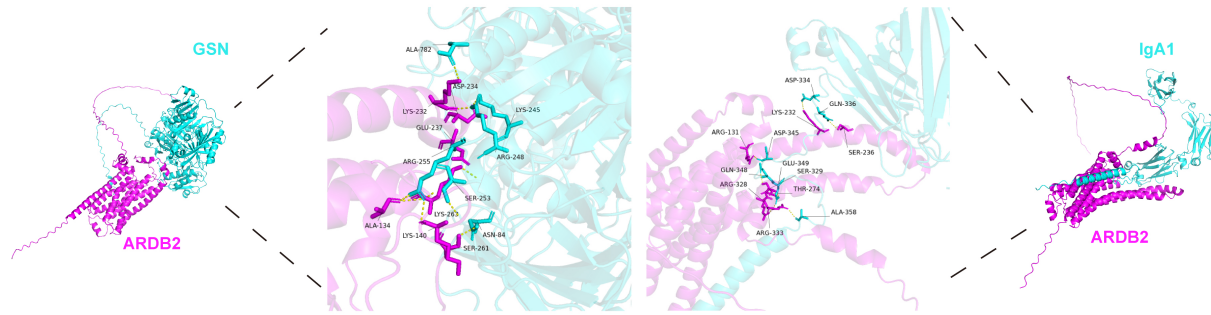 GSN
ARDB2
ALA-782
ASP-234
LYS-232
LYS-245
GLU-237
ARG-255
ARG-248
SER-253
LYS-263
ALA-134
LYS-140
ASN-84
SER-261
ASP-334
GLN-336
LYS-232
ARG-131
ASP-345
SER-236
GLU-349
GLN-348
SER-329
ARG-328
THR-274
ALA-358
ARG-333
IgA1
ARDB2